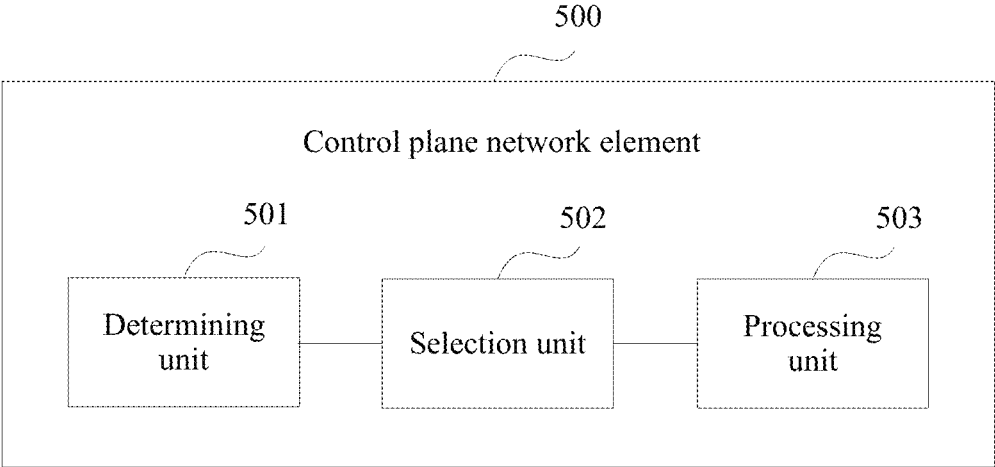 500
Control plane network element
501
502
503
Determining
unit
Selection unit
Processing
unit